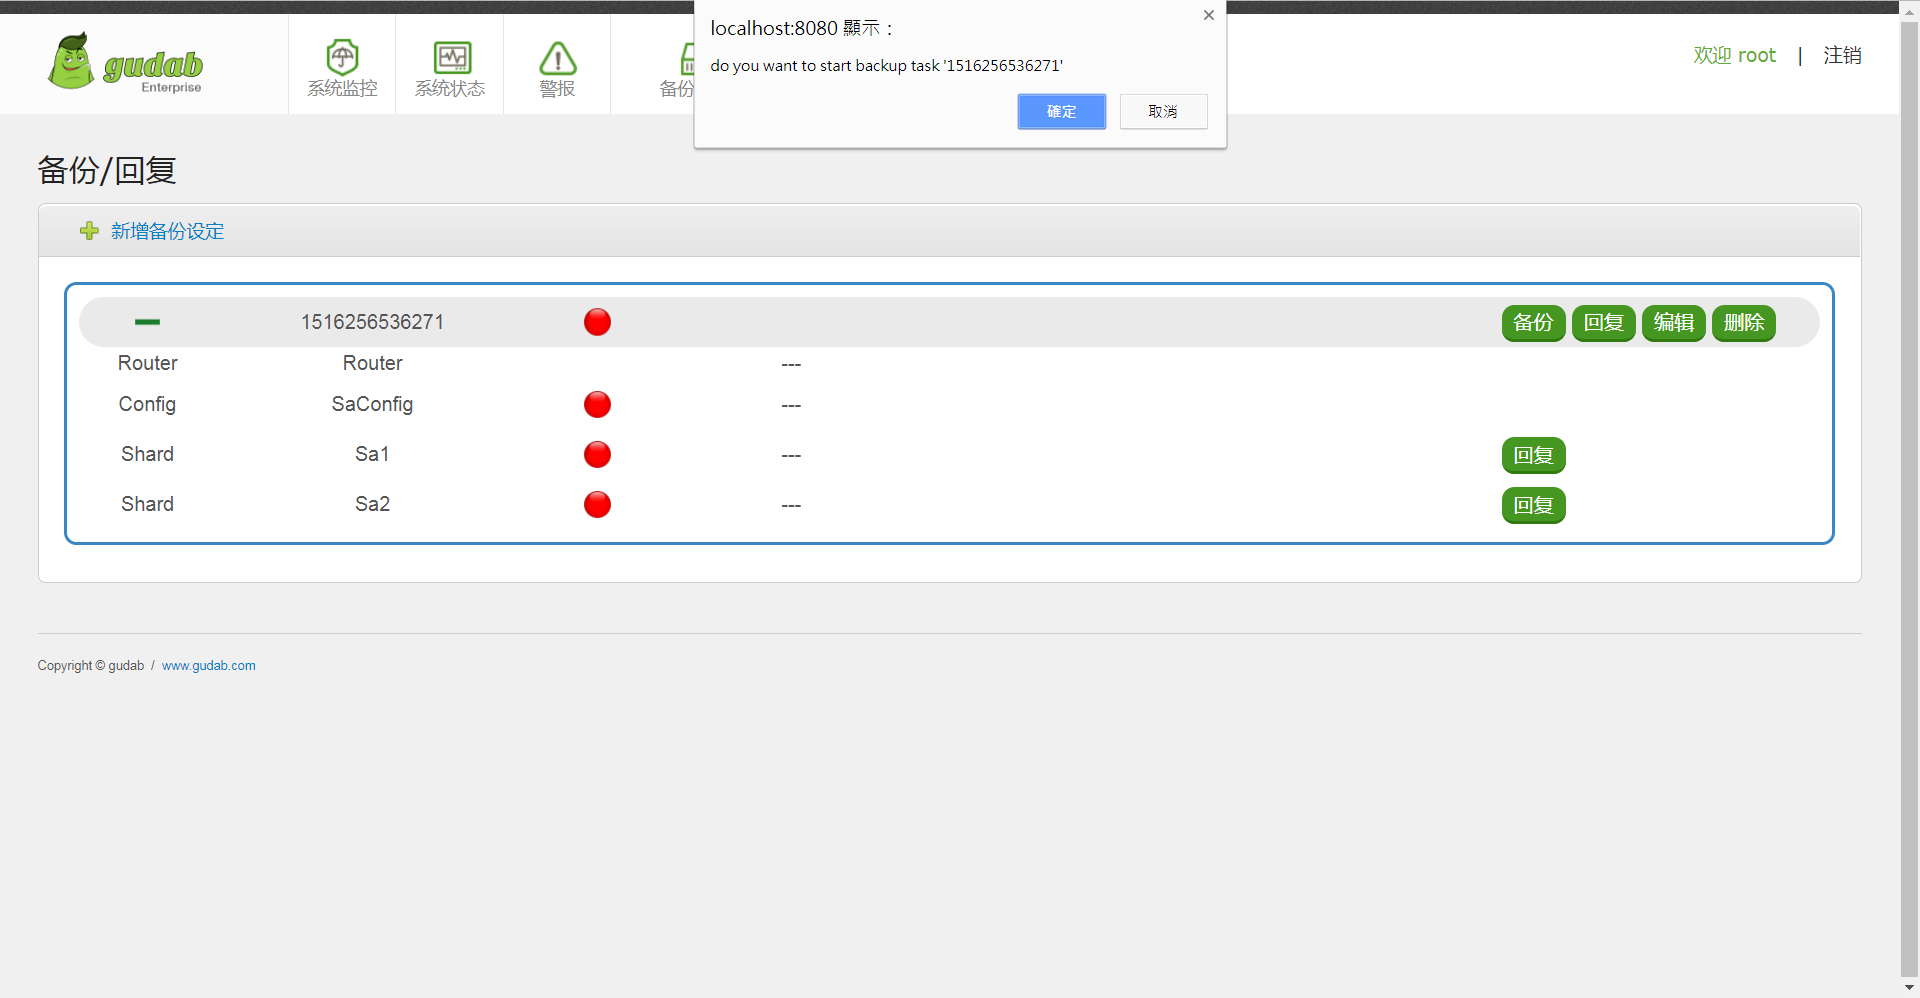 localhost:8080 顯示：
do you want to start backup task '1516256536271'
確定 取消
gudab
Enterprise
系统监控 系统状态 警报 备份
欢迎 root | 注销
备份/回复
新增备份设定
1516256536271 备份 回复 编辑 删除
Router Router ---
Config SaConfig ---
Shard Sa1 --- 回复
Shard Sa2 --- 回复
Copyright © gudab / www.gudab.com